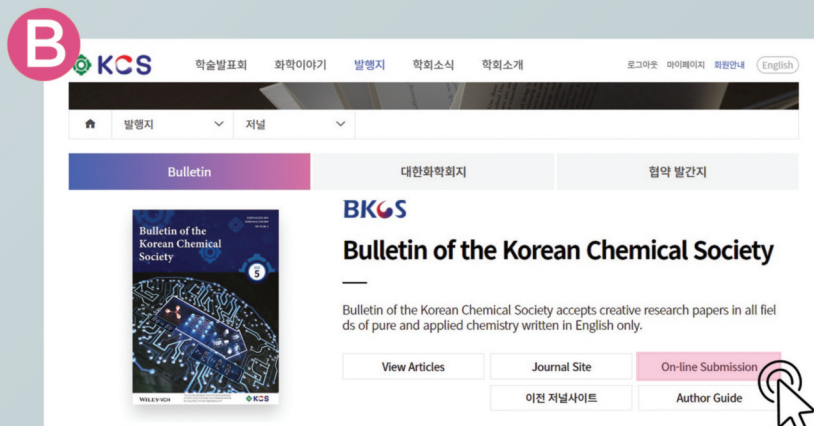 B
KCS
학술발표회 화학이야기 발행지 학회소식 학회소개 로그아웃 마이페이지 회원안내 English
발행지 저널
Bulletin 대한화학회지 협약 발간지
Bulletin of the
Korean Chemical
Society
5
WILEY-VCH
KCS
BKCS
Bulletin of the Korean Chemical Society
Bulletin of the Korean Chemical Society accepts creative research papers in all fiel
ds of pure and applied chemistry written in English only.
View Articles Journal Site On-line Submission
이전 저널사이트 Author Guide